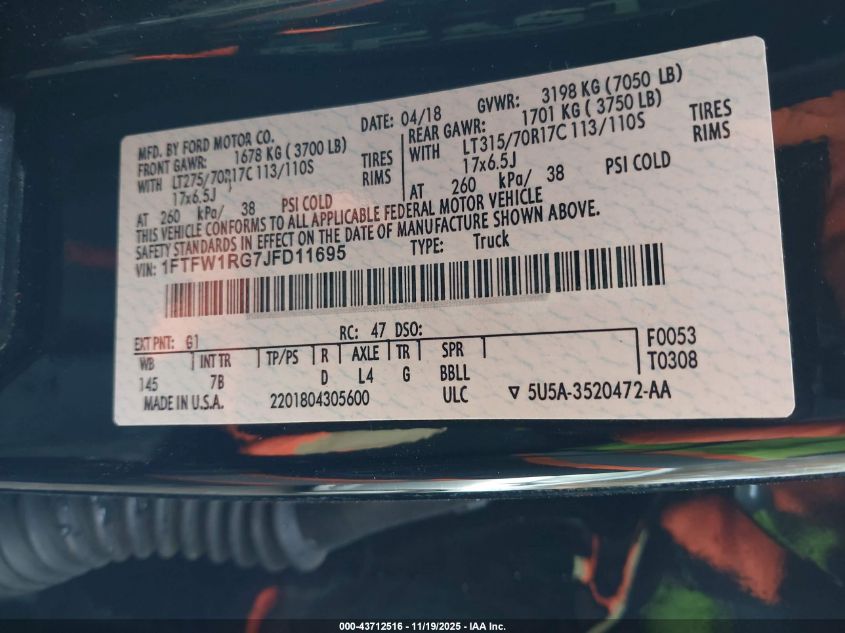 MFD. BY FORD MOTOR CO.
DATE: 04/18 GVWR: 3198 KG (7050 LB)
FRONT GAWR: 1678 KG ( 3700 LB)
REAR GAWR: 1701 KG ( 3750 LB)
WITH LT275/70R17C 113/110S TIRES
WITH LT315/70R17C 113/110S TIRES
17x6.5J RIMS
17x6.5J RIMS
AT 260 kPa/ 38 PSI COLD
AT 260 kPa/ 38 PSI COLD
THIS VEHICLE CONFORMS TO ALL APPLICABLE FEDERAL MOTOR VEHICLE
SAFETY STANDARDS IN EFFECT ON THE DATE OF MANUFACTURE SHOWN ABOVE.
VIN: 1FTFW1RG7JFD11695 TYPE: Truck
EXT PNT: G1 RC: 47 DSO: F0053
WB INT TR TP/PS R AXLE TR SPR T0308
145 7B D L4 G BBLL
MADE IN U.S.A. 2201804305600 ULC ▽ 5U5A-3520472-AA
000-43712516 - 11/19/2025 - IAA Inc.